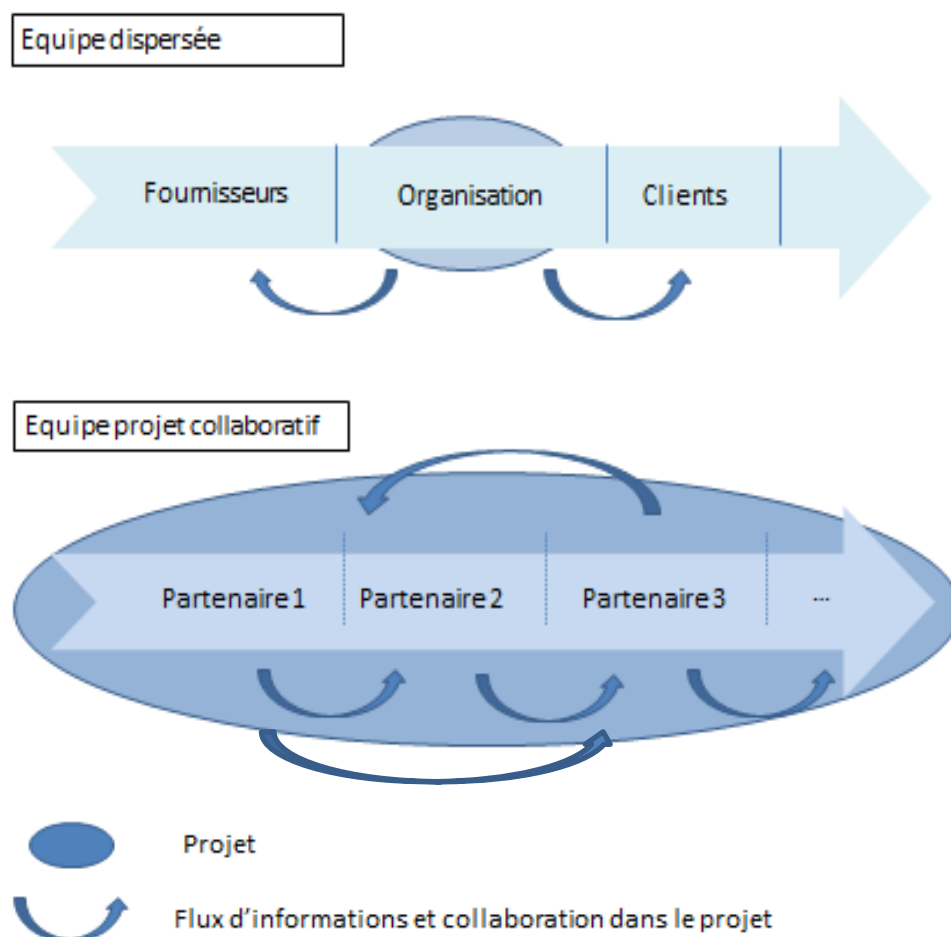 Equipe dispersée
Fournisseurs Organisation Clients
Equipe projet collaboratif
Partenaire 1 Partenaire 2 Partenaire 3 ...
Projet
Flux d'informations et collaboration dans le projet